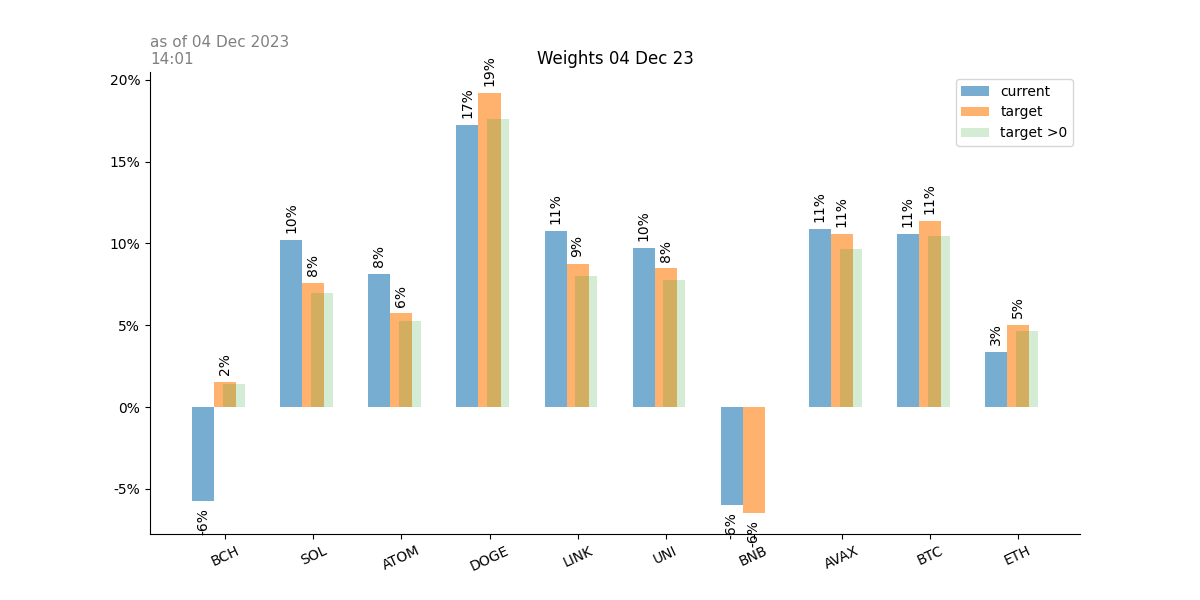 as of 04 Dec 2023
14:01
Weights 04 Dec 23
20%
15%
10%
5%
0%
-5%
current
target
target >0
-6%
2%
10%
8%
8%
6%
17%
19%
11%
9%
10%
8%
-6%
-6%
11%
11%
11%
11%
3%
5%
BCH
SOL
ATOM
DOGE
LINK
UNI
BNB
AVAX
BTC
ETH